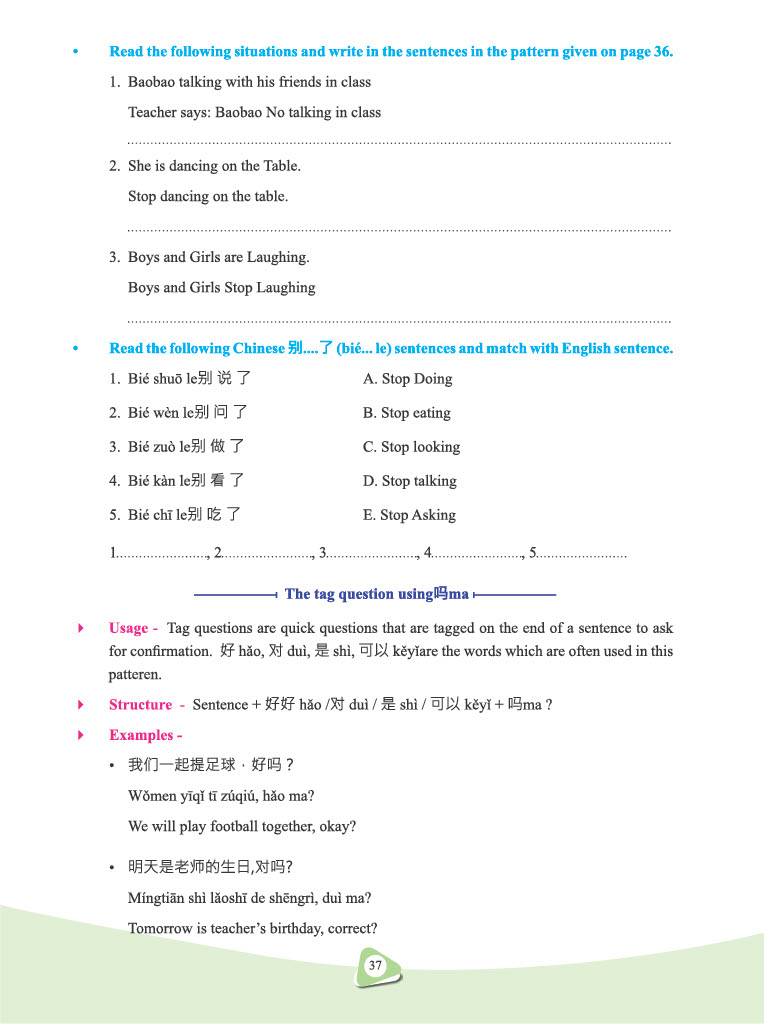 • Read the following situations and write in the sentences in the pattern given on page 36.
1. Baobao talking with his friends in class
Teacher says: Baobao No talking in class
2. She is dancing on the Table.
Stop dancing on the table.
3. Boys and Girls are Laughing.
Boys and Girls Stop Laughing
• Read the following Chinese 别....了 (bié... le) sentences and match with English sentence.
1. Bié shuō le别 说 了 A. Stop Doing
2. Bié wèn le别 问 了 B. Stop eating
3. Bié zuò le别 做 了 C. Stop looking
4. Bié kàn le别 看 了 D. Stop talking
5. Bié chī le别 吃 了 E. Stop Asking
1......................., 2......................., 3......................., 4......................., 5.......................
The tag question using吗ma
Usage - Tag questions are quick questions that are tagged on the end of a sentence to ask
for confirmation. 好 hǎo, 对 duì, 是 shì, 可以 kěyǐare the words which are often used in this
patteren.
Structure - Sentence + 好好 hǎo /对 duì / 是 shì / 可以 kěyǐ + 吗ma ?
Examples -
• 我们一起提足球，好吗？
Wǒmen yīqǐ tī zúqiú, hǎo ma?
We will play football together, okay?
• 明天是老师的生日,对吗?
Míngtiān shì lǎoshī de shēngrì, duì ma?
Tomorrow is teacher’s birthday, correct?
37